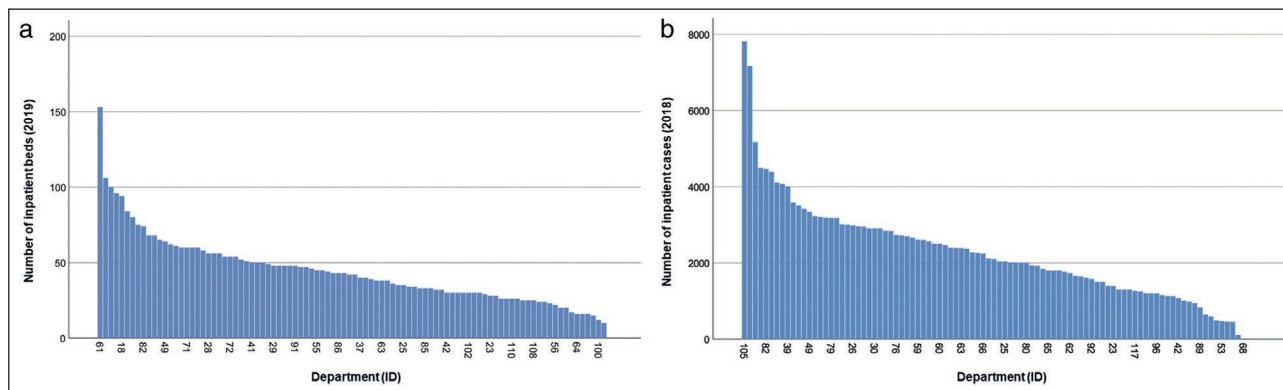 a
Number of inpatient beds (2019)
200
150
100
50
0
61 18 82 49 71 28 72 41 29 91 55 86 37 63 25 85 42 102 23 110 108 56 64 100
Department (ID)
b
Number of inpatient cases (2018)
8000
6000
4000
2000
0
105 82 39 49 79 26 30 76 59 60 63 66 25 80 65 62 92 23 117 96 42 89 53 68
Department (ID)